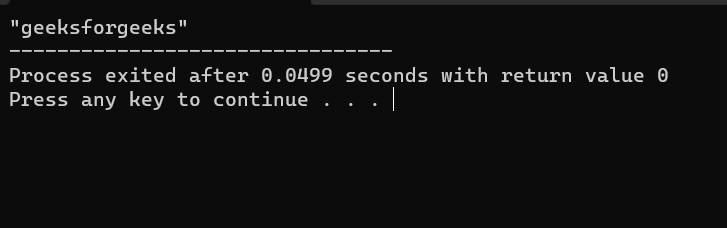 "geeksforgeeks"
--------------------------------
Process exited after 0.0499 seconds with return value 0
Press any key to continue . . .